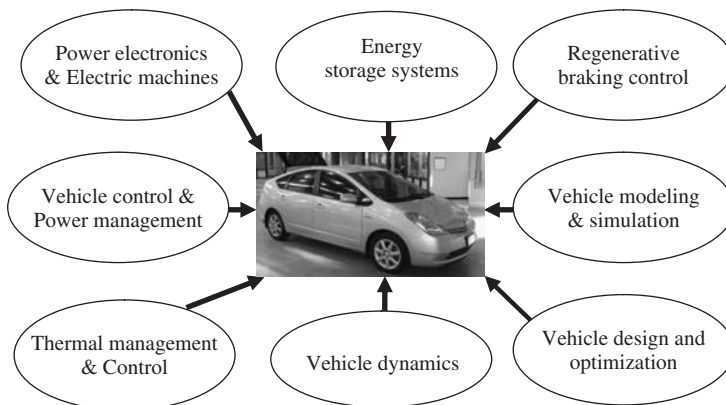 Power electronics
& Electric machines
Energy
storage systems
Regenerative
braking control
Vehicle control &
Power management
Vehicle modeling
& simulation
Thermal management
& Control
Vehicle dynamics
Vehicle design and
optimization